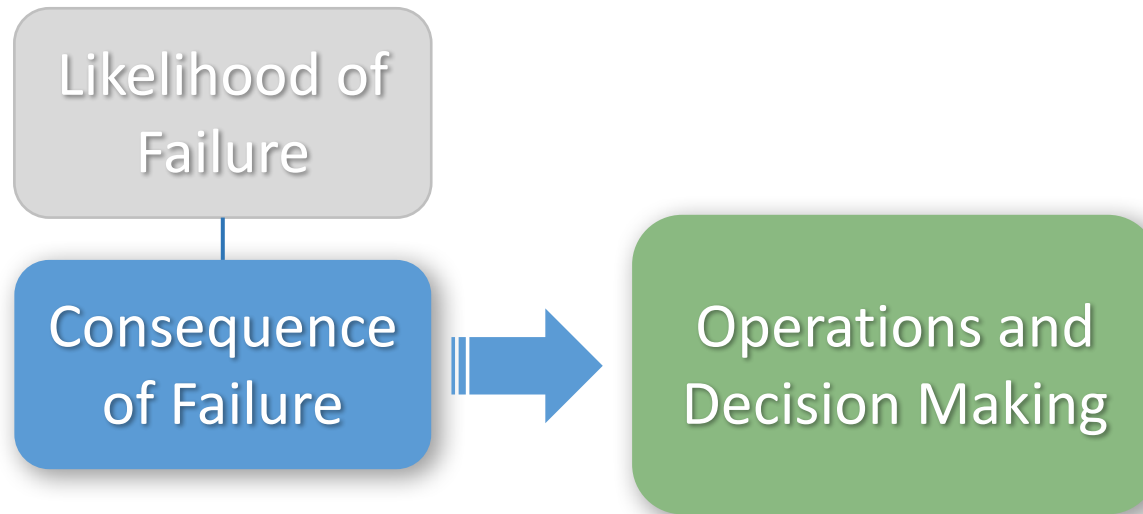 Likelihood of
Failure
Consequence
of Failure
Operations and
Decision Making